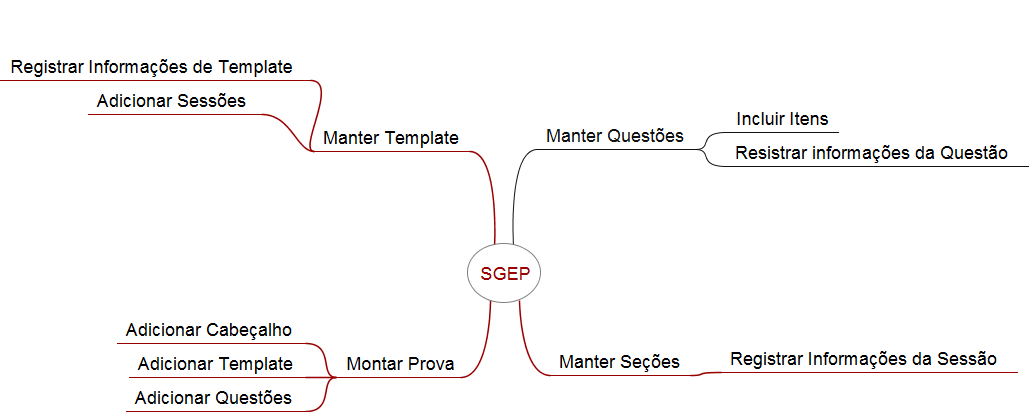 Registrar Informações de Template
Adicionar Sessões
Manter Template
Manter Questões
Incluir Itens
Resistrar informações da Questão
SGEP
Adicionar Cabeçalho
Adicionar Template
Adicionar Questões
Montar Prova
Manter Seções
Registrar Informações da Sessão